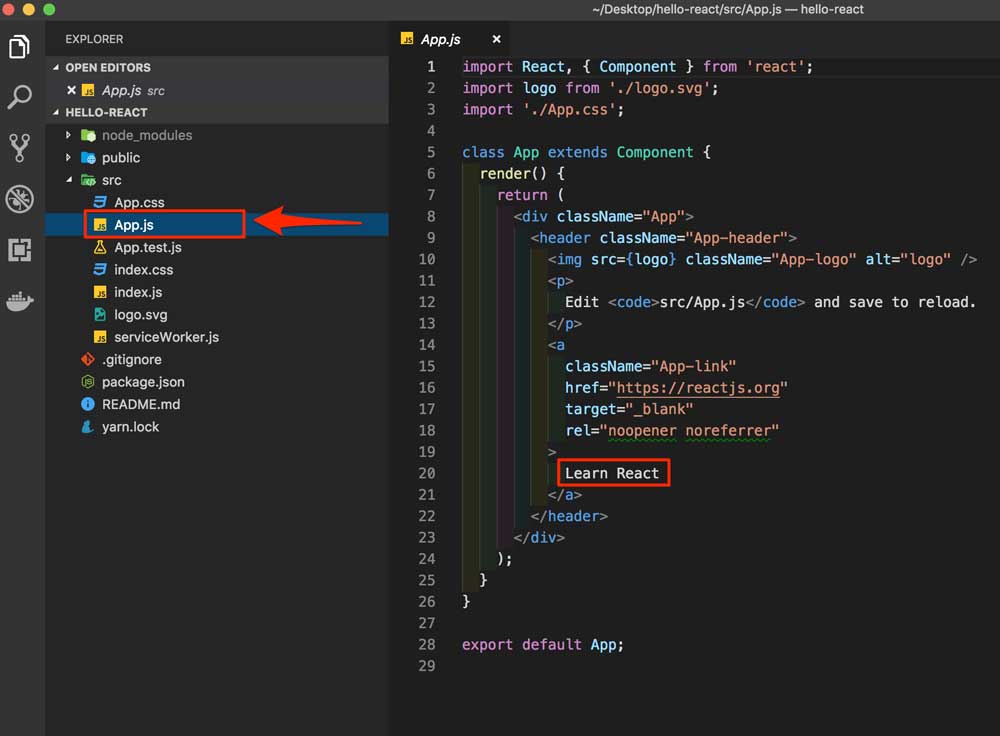 ~/Desktop/hello-react/src/App.js — hello-react
EXPLORER
OPEN EDITORS
App.js src
HELLO-REACT
node_modules
public
src
App.css
App.js
App.test.js
index.css
index.js
logo.svg
serviceWorker.js
.gitignore
package.json
README.md
yarn.lock
App.js
1 import React, { Component } from 'react';
2 import logo from './logo.svg';
3 import './App.css';
4
5 class App extends Component {
6 render() {
7 return (
8 <div className="App">
9 <header className="App-header">
10 <img src={logo} className="App-logo" alt="logo" />
11 <p>
12 Edit <code>src/App.js</code> and save to reload.
13 </p>
14 <a
15 className="App-link"
16 href="https://reactjs.org"
17 target="_blank"
18 rel="noopener noreferrer"
19 >
20 Learn React
21 </a>
22 </header>
23 </div>
24 );
25 }
26 }
27
28 export default App;
29